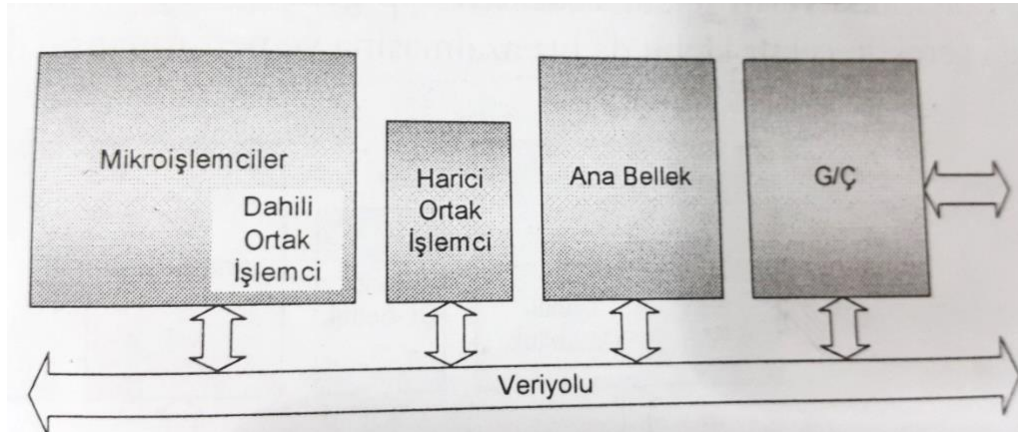 Mikroişlemciler
Dahili
Ortak
İşlemci
Harici
Ortak
İşlemci
Ana Bellek
G/Ç
Veriyolu